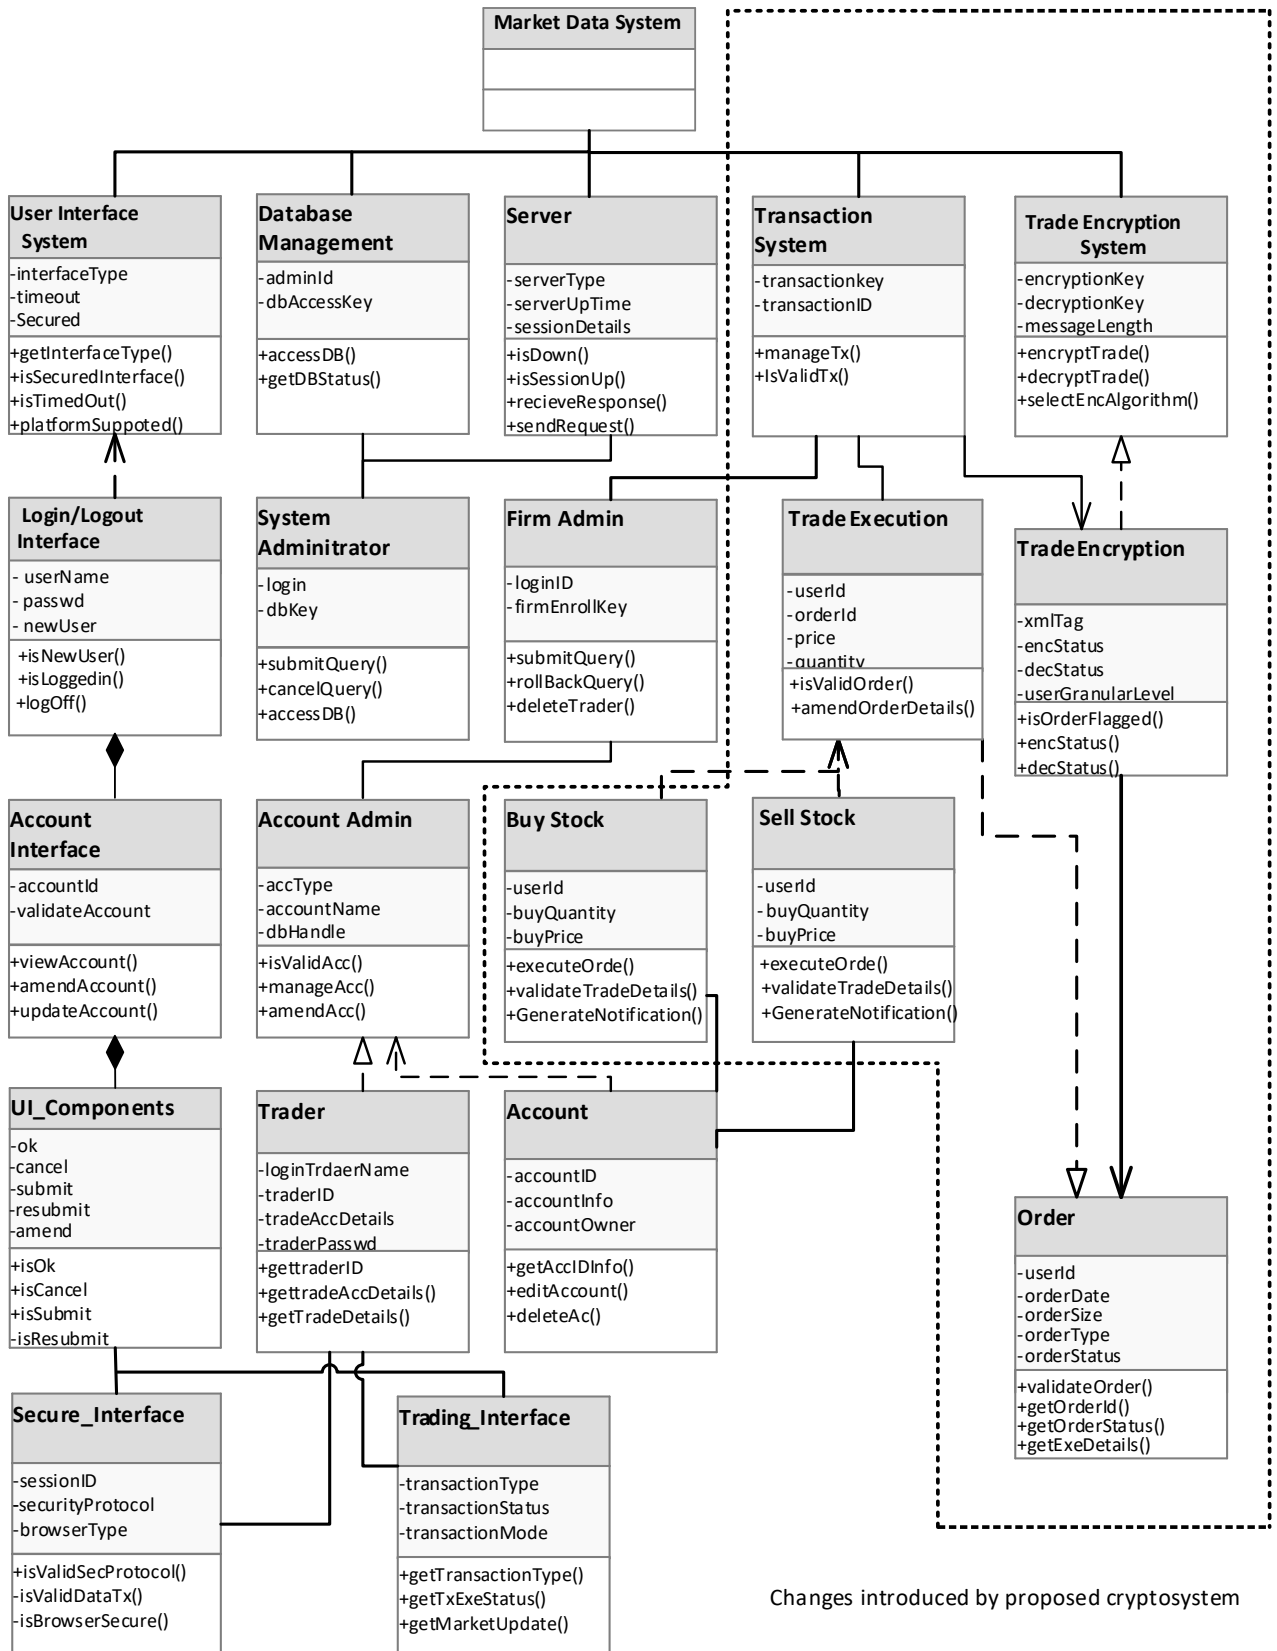 Market Data System
User Interface
System
-interfaceType
-timeout
-Secured
+getInterfaceType()
+isSecuredInterface()
+isTimedOut()
+platformSuppoted()
Database
Management
-adminId
-dbAccessKey
+accessDB()
+getDBStatus()
Server
-serverType
-serverUpTime
-sessionDetails
+isDown()
+isSessionUp()
+recieveResponse()
+sendRequest()
Transaction
System
-transactionkey
-transactionID
+manageTx()
+IsValidTx()
Trade Encryption
System
-encryptionKey
-decryptionKey
-messageLength
+encryptTrade()
+decryptTrade()
+selectEncAlgorithm()
Login/Logout
Interface
- userName
- passwd
- newUser
+isNewUser()
+isLoggedin()
+logOff()
System
Adminitrator
-login
-dbKey
+submitQuery()
+cancelQuery()
+accessDB()
Firm Admin
-loginID
-firmEnrollKey
+submitQuery()
+rollBackQuery()
+deleteTrader()
Trade Execution
-userId
-orderId
-price
-quantity
+isValidOrder()
+amendOrderDetails()
TradeEncryption
-xmlTag
-encStatus
-decStatus
-userGranularLevel
+isOrderFlagged()
+encStatus()
+decStatus()
Account
Interface
-accountId
-validateAccount
+viewAccount()
+amendAccount()
+updateAccount()
Account Admin
-accType
-accountName
-dbHandle
+isValidAcc()
+manageAcc()
+amendAcc()
Buy Stock
-userId
-buyQuantity
-buyPrice
+executeOrde()
+validateTradeDetails()
+GenerateNotification()
Sell Stock
-userId
-buyQuantity
-buyPrice
+executeOrde()
+validateTradeDetails()
+GenerateNotification()
UI_Components
-ok
-cancel
-submit
-resubmit
-amend
+isOk
+isCancel
+isSubmit
-isResubmit
Trader
-loginTrdaerName
-traderID
-tradeAccDetails
-traderPasswd
+gettraderID
+gettradeAccDetails()
+getTradeDetails()
Account
-accountID
-accountInfo
-accountOwner
+getAccIDInfo()
+editAccount()
+deleteAc()
Order
-userId
-orderDate
-orderSize
-orderType
-orderStatus
+validateOrder()
+getOrderId()
+getOrderStatus()
+getExeDetails()
Secure_Interface
-sessionID
-securityProtocol
-browserType
+isValidSecProtocol()
-isValidDataTx()
-isBrowserSecure()
Trading_Interface
-transactionType
-transactionStatus
-transactionMode
+getTransactionType()
+getTxExeStatus()
+getMarketUpdate()
Changes introduced by proposed cryptosystem